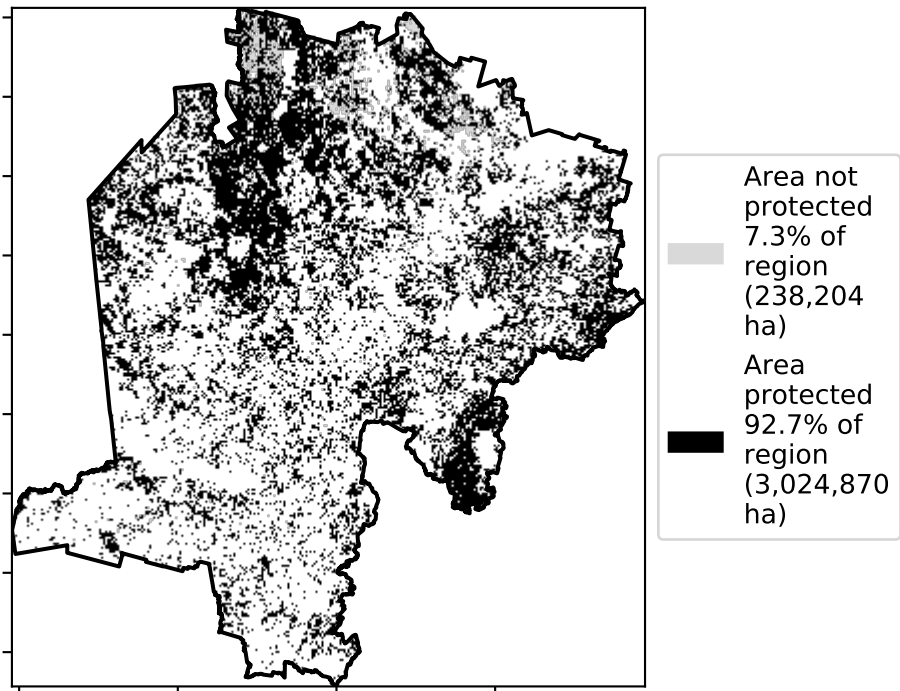 Area not
protected
7.3% of
region
(238,204
ha)
Area
protected
92.7% of
region
(3,024,870
ha)